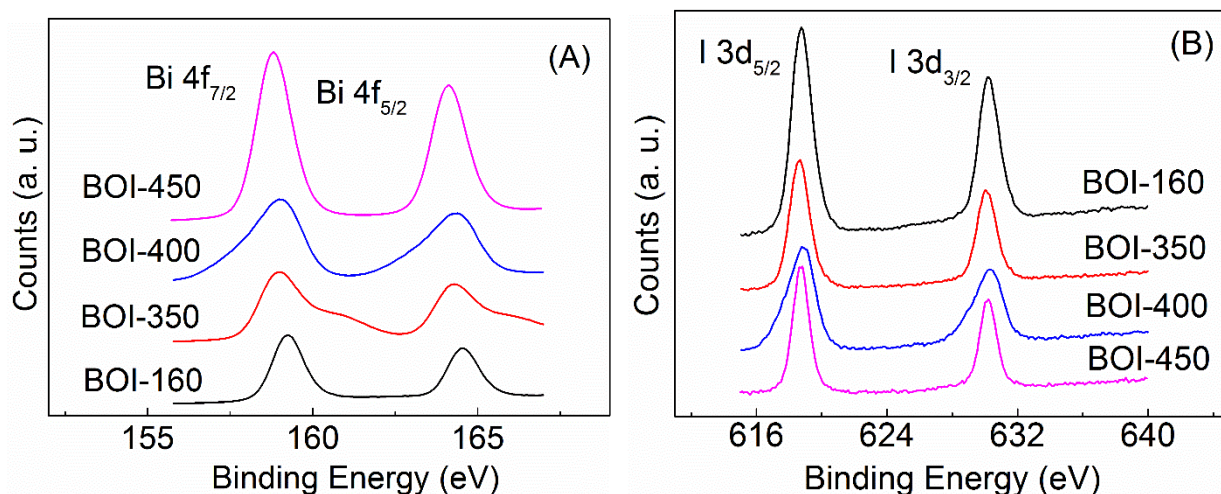 (A)
Bi 4f7/2
Bi 4f5/2
BOI-450
BOI-400
BOI-350
BOI-160
Counts (a. u.)
155 160 165
Binding Energy (eV)
(B)
I 3d5/2
I 3d3/2
BOI-160
BOI-350
BOI-400
BOI-450
Counts (a. u.)
616 624 632 640
Binding Energy (eV)